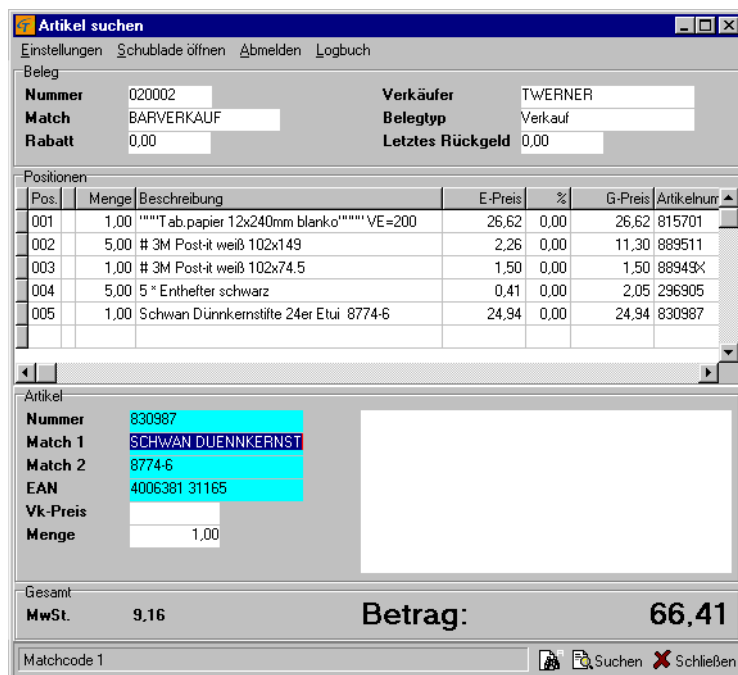 Artikel suchen
Einstellungen Schublade öffnen Abmelden Logbuch
Beleg
Nummer 020002 Verkäufer TWERNER
Match BARVERKAUF Belegtyp Verkauf
Rabatt 0,00 Letztes Rückgeld 0,00
Positionen
Pos. Menge Beschreibung E-Preis % G-Preis Artikelnum
001 1,00 """Tab.papier 12x240mm blanko"""" VE=200 26,62 0,00 26,62 815701
002 5,00 # 3M Post-it weiß 102x149 2,26 0,00 11,30 889511
003 1,00 # 3M Post-it weiß 102x74.5 1,50 0,00 1,50 88949X
004 5,00 5 * Enthefter schwarz 0,41 0,00 2,05 296905
005 1,00 Schwan Dünnkernstifte 24er Etui 8774-6 24,94 0,00 24,94 830987
Artikel
Nummer 830987
Match 1 SCHWAN DUENNKERNST
Match 2 8774-6
EAN 4006381 31165
Vk-Preis
Menge 1,00
Gesamt
MwSt. 9,16 Betrag: 66,41
Matchcode 1 Suchen Schließen